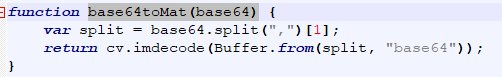 function base64toMat(base64) {
    var split = base64.split(",")[1];
    return cv.imdecode(Buffer.from(split, "base64"));
}